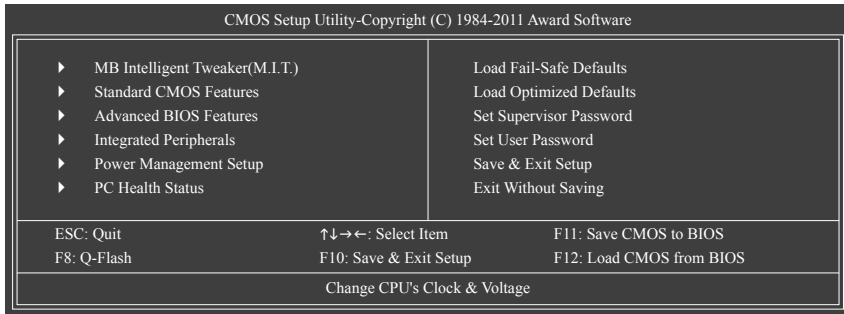 CMOS Setup Utility-Copyright (C) 1984-2011 Award Software
MB Intelligent Tweaker(M.I.T.)
Standard CMOS Features
Advanced BIOS Features
Integrated Peripherals
Power Management Setup
PC Health Status
Load Fail-Safe Defaults
Load Optimized Defaults
Set Supervisor Password
Set User Password
Save & Exit Setup
Exit Without Saving
ESC: Quit ↑↓→←: Select Item F11: Save CMOS to BIOS
F8: Q-Flash F10: Save & Exit Setup F12: Load CMOS from BIOS
Change CPU's Clock & Voltage